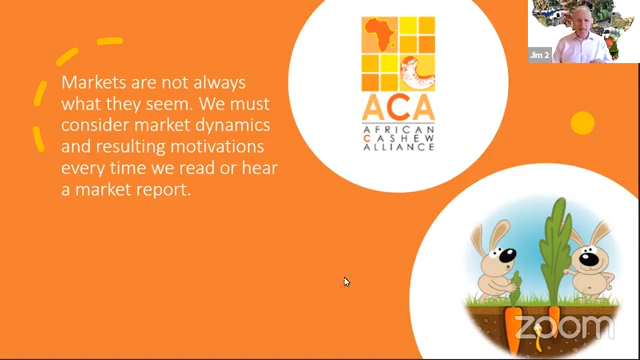 Markets are not always
what they seem. We must
consider market dynamics
and resulting motivations
every time we read or hear
a market report.
ACA
AFRICAN
CASHEW
ALLIANCE
Jim 2
zoom